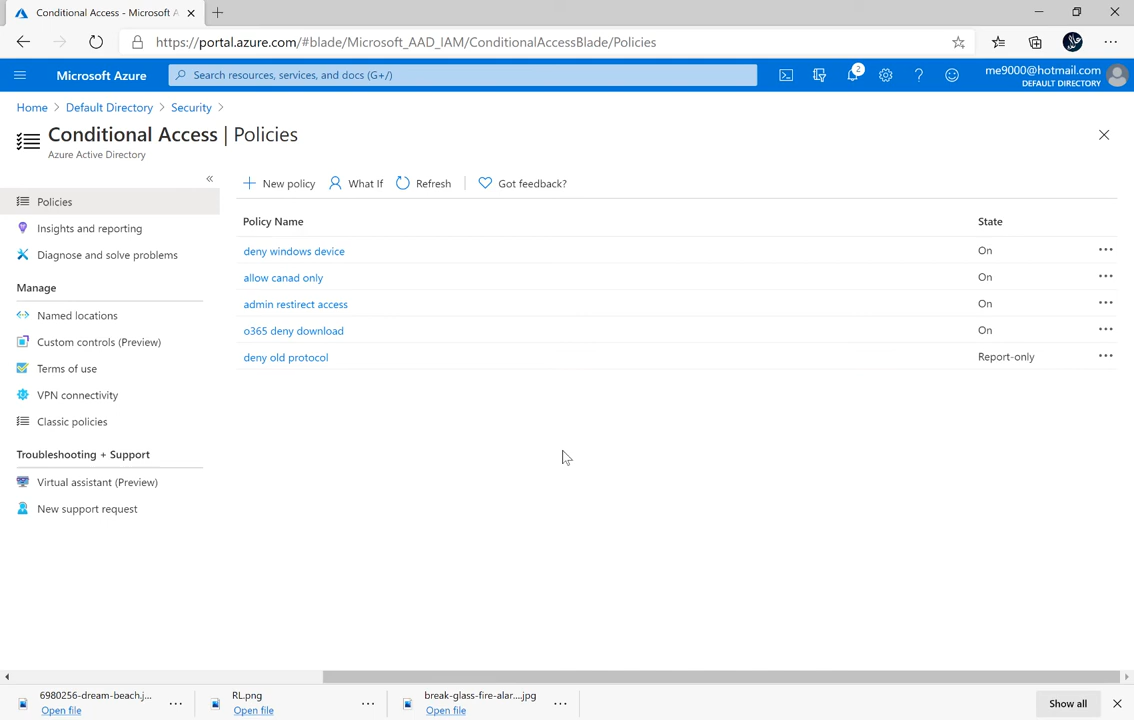 Conditional Access - Microsoft A
https://portal.azure.com/#blade/Microsoft_AAD_IAM/ConditionalAccessBlade/Policies
Microsoft Azure
Search resources, services, and docs (G+/)
2
me9000@hotmail.com
DEFAULT DIRECTORY
Home > Default Directory > Security >
Conditional Access | Policies
Azure Active Directory
«
Policies
Insights and reporting
Diagnose and solve problems
Manage
Named locations
Custom controls (Preview)
Terms of use
VPN connectivity
Classic policies
Troubleshooting + Support
Virtual assistant (Preview)
New support request
New policy What If Refresh Got feedback?
Policy Name State
deny windows device On
allow canad only On
admin restirect access On
o365 deny download On
deny old protocol Report-only
6980256-dream-beach.j...
Open file
RL.png
Open file
break-glass-fire-alar....jpg
Open file
Show all